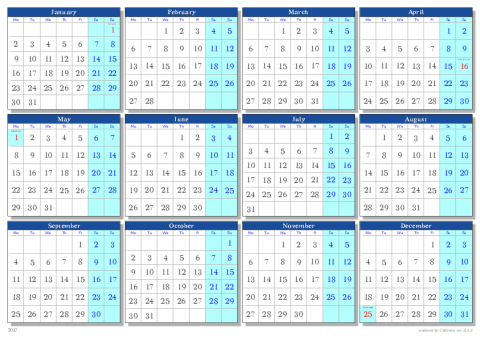 January
Mo Tu We Th Fr Sa Su
1
2 3 4 5 6 7 8
9 10 11 12 13 14 15
16 17 18 19 20 21 22
23 24 25 26 27 28 29
30 31
February
Mo Tu We Th Fr Sa Su
1 2 3 4 5
6 7 8 9 10 11 12
13 14 15 16 17 18 19
20 21 22 23 24 25 26
27 28
March
Mo Tu We Th Fr Sa Su
1 2 3 4 5
6 7 8 9 10 11 12
13 14 15 16 17 18 19
20 21 22 23 24 25 26
27 28 29 30 31
April
Mo Tu We Th Fr Sa Su
1 2
3 4 5 6 7 8 9
10 11 12 13 14 15 16
17 18 19 20 21 22 23
24 25 26 27 28 29 30
May
Mo Tu We Th Fr Sa Su
1 2 3 4 5 6 7
8 9 10 11 12 13 14
15 16 17 18 19 20 21
22 23 24 25 26 27 28
29 30 31
June
Mo Tu We Th Fr Sa Su
1 2 3 4
5 6 7 8 9 10 11
12 13 14 15 16 17 18
19 20 21 22 23 24 25
26 27 28 29 30
July
Mo Tu We Th Fr Sa Su
1 2
3 4 5 6 7 8 9
10 11 12 13 14 15 16
17 18 19 20 21 22 23
24 25 26 27 28 29 30
31
August
Mo Tu We Th Fr Sa Su
1 2 3 4 5 6
7 8 9 10 11 12 13
14 15 16 17 18 19 20
21 22 23 24 25 26 27
28 29 30 31
September
Mo Tu We Th Fr Sa Su
1 2 3
4 5 6 7 8 9 10
11 12 13 14 15 16 17
18 19 20 21 22 23 24
25 26 27 28 29 30
October
Mo Tu We Th Fr Sa Su
1
2 3 4 5 6 7 8
9 10 11 12 13 14 15
16 17 18 19 20 21 22
23 24 25 26 27 28 29
30 31
November
Mo Tu We Th Fr Sa Su
1 2 3 4 5
6 7 8 9 10 11 12
13 14 15 16 17 18 19
20 21 22 23 24 25 26
27 28 29 30
December
Mo Tu We Th Fr Sa Su
1 2 3
4 5 6 7 8 9 10
11 12 13 14 15 16 17
18 19 20 21 22 23 24
25 26 27 28 29 30 31
2017